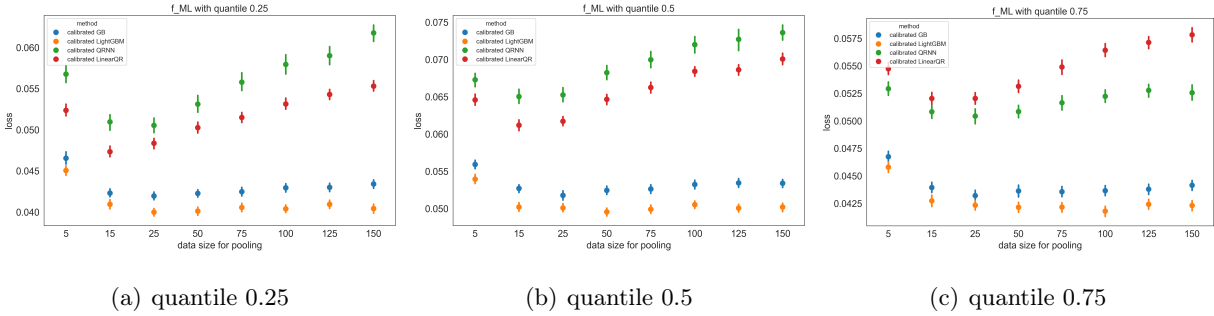 f_ML with quantile 0.25
method
calibrated GB
calibrated LightGBM
calibrated QRNN
calibrated LinearQR
loss
0.060
0.055
0.050
0.045
0.040
5 15 25 50 75 100 125 150
data size for pooling
(a) quantile 0.25
f_ML with quantile 0.5
method
calibrated GB
calibrated LightGBM
calibrated QRNN
calibrated LinearQR
loss
0.075
0.070
0.065
0.060
0.055
0.050
5 15 25 50 75 100 125 150
data size for pooling
(b) quantile 0.5
f_ML with quantile 0.75
method
calibrated GB
calibrated LightGBM
calibrated QRNN
calibrated LinearQR
loss
0.0575
0.0550
0.0525
0.0500
0.0475
0.0450
0.0425
5 15 25 50 75 100 125 150
data size for pooling
(c) quantile 0.75